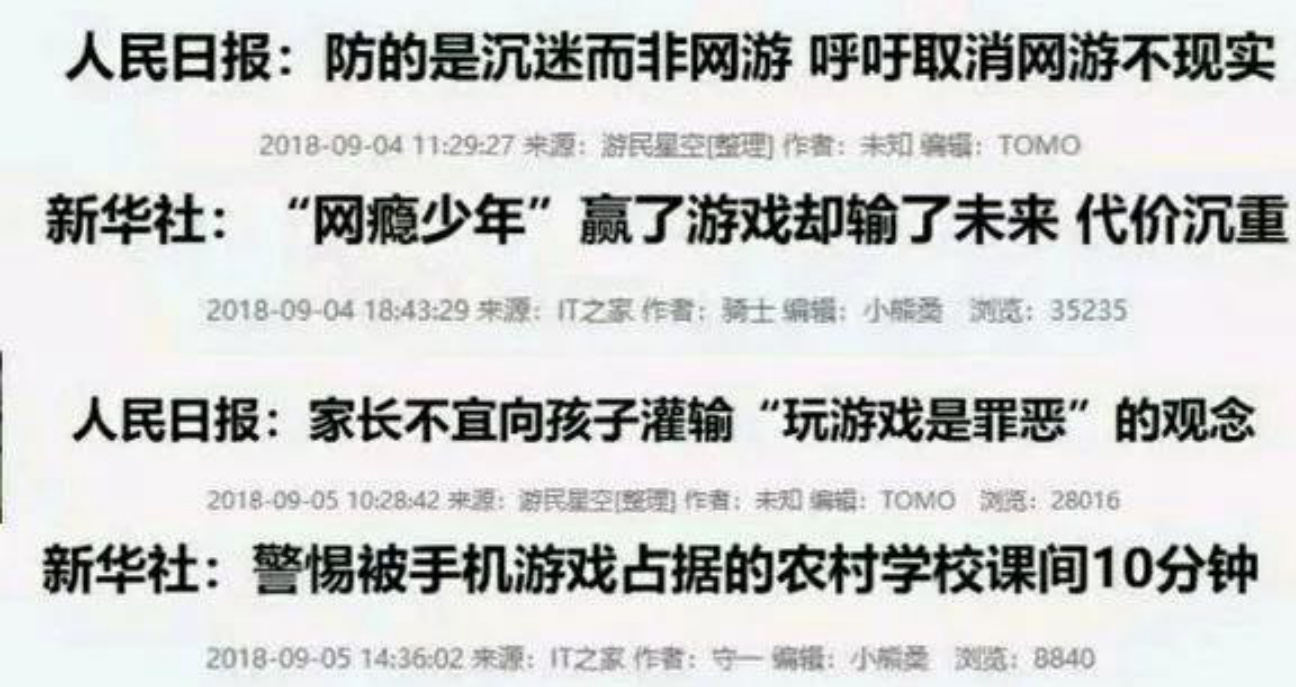 人民日报：防的是沉迷而非网游 呼吁取消网游不现实
2018-09-04 11:29:27 来源：游民星空[整理] 作者：未知 编辑：TOMO
新华社：“网瘾少年”赢了游戏却输了未来 代价沉重
2018-09-04 18:43:29 来源：IT之家 作者：骑士 编辑：小熊桑 浏览：35235
人民日报：家长不宜向孩子灌输“玩游戏是罪恶”的观念
2018-09-05 10:28:42 来源：游民星空[整理] 作者：未知 编辑：TOMO 浏览：28016
新华社：警惕被手机游戏占据的农村学校课间10分钟
2018-09-05 14:36:02 来源：IT之家 作者：守一 编辑：小熊桑 浏览：8840